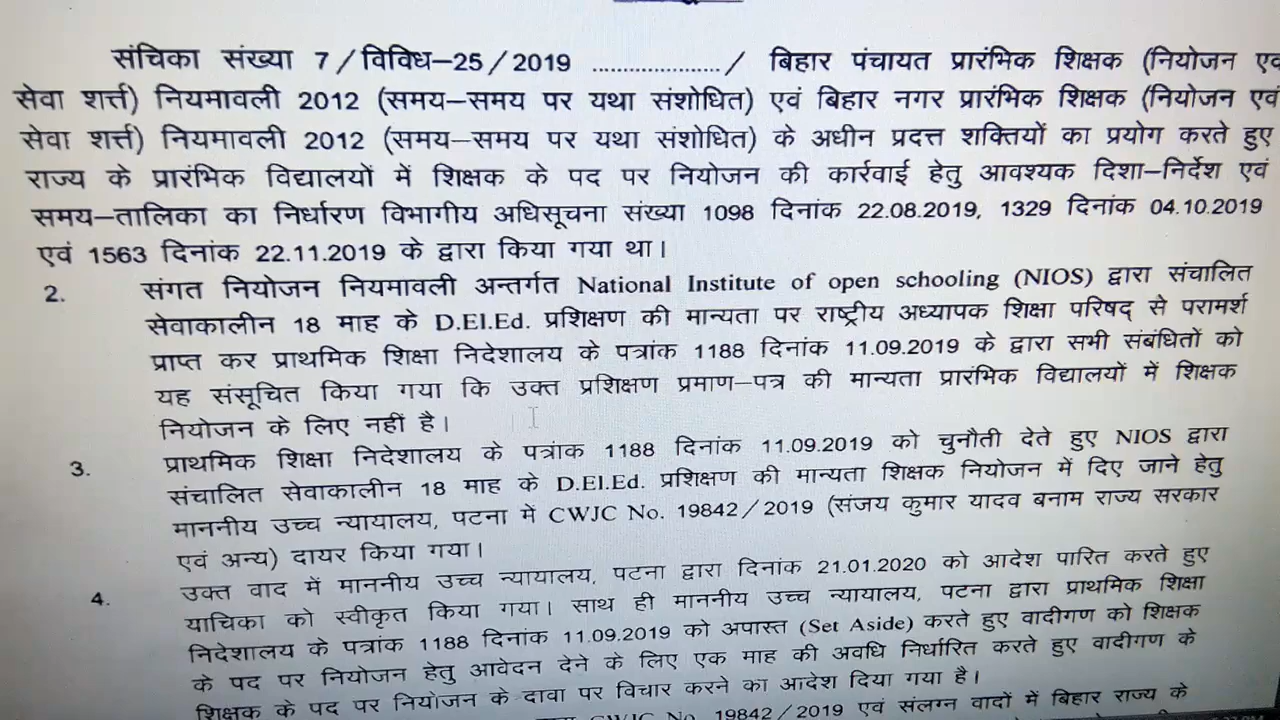 संचिका संख्या 7/विविध–25/2019 ...................../ बिहार पंचायत प्रारंभिक शिक्षक (नियोजन एवं
सेवा शर्त्त) नियमावली 2012 (समय–समय पर यथा संशोधित) एवं बिहार नगर प्रारंभिक शिक्षक (नियोजन एवं
सेवा शर्त्त) नियमावली 2012 (समय–समय पर यथा संशोधित) के अधीन प्रदत्त शक्तियों का प्रयोग करते हुए
राज्य के प्रारंभिक विद्यालयों में शिक्षक के पद पर नियोजन की कार्रवाई हेतु आवश्यक दिशा–निर्देश एवं
समय–तालिका का निर्धारण विभागीय अधिसूचना संख्या 1098 दिनांक 22.08.2019, 1329 दिनांक 04.10.2019
एवं 1563 दिनांक 22.11.2019 के द्वारा किया गया था।
2. संगत नियोजन नियमावली अन्तर्गत National Institute of open schooling (NIOS) द्वारा संचालित
सेवाकालीन 18 माह के D.El.Ed. प्रशिक्षण की मान्यता पर राष्ट्रीय अध्यापक शिक्षा परिषद् से परामर्श
प्राप्त कर प्राथमिक शिक्षा निदेशालय के पत्रांक 1188 दिनांक 11.09.2019 के द्वारा सभी संबंधितों को
यह संसूचित किया गया कि उक्त प्रशिक्षण प्रमाण–पत्र की मान्यता प्रारंभिक विद्यालयों में शिक्षक
नियोजन के लिए नहीं है।
3. प्राथमिक शिक्षा निदेशालय के पत्रांक 1188 दिनांक 11.09.2019 को चुनौती देते हुए NIOS द्वारा
संचालित सेवाकालीन 18 माह के D.El.Ed. प्रशिक्षण की मान्यता शिक्षक नियोजन में दिए जाने हेतु
माननीय उच्च न्यायालय, पटना में CWJC No. 19842/2019 (संजय कुमार यादव बनाम राज्य सरकार
एवं अन्य) दायर किया गया।
4. उक्त वाद में माननीय उच्च न्यायालय, पटना द्वारा दिनांक 21.01.2020 को आदेश पारित करते हुए
याचिका को स्वीकृत किया गया। साथ ही माननीय उच्च न्यायालय, पटना द्वारा प्राथमिक शिक्षा
निदेशालय के पत्रांक 1188 दिनांक 11.09.2019 को अपास्त (Set Aside) करते हुए वादीगण को शिक्षक
के पद पर नियोजन हेतु आवेदन देने के लिए एक माह की अवधि निर्धारित करते हुए वादीगण के
शिक्षक के पद पर नियोजन के दावा पर विचार करने का आदेश दिया गया है।
CWJC No. 19842/2019 एवं संलग्न वादों में बिहार राज्य के